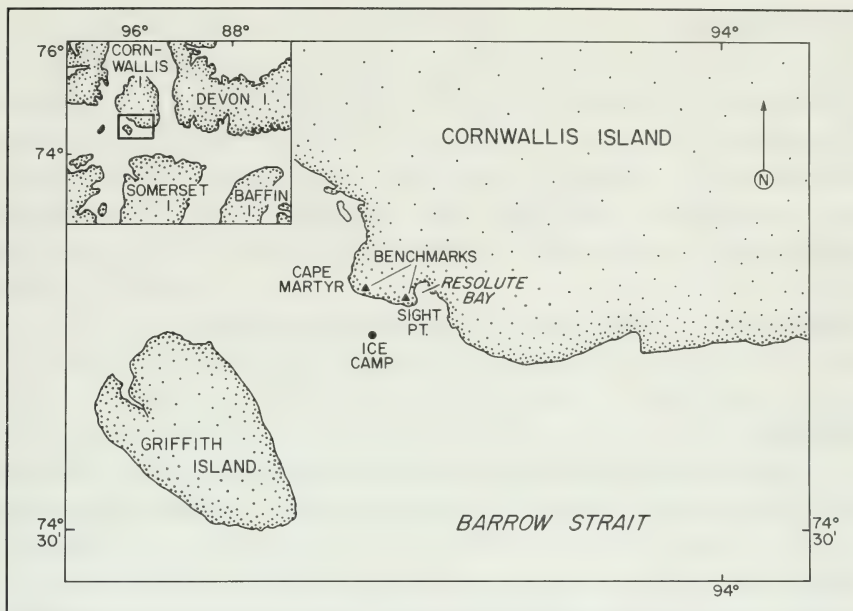 96°
88°
94°
76°
CORN-
WALLIS
I.
DEVON I.
74°
SOMERSET
I.
BAFFIN
I.
CORNWALLIS ISLAND
N
BENCHMARKS
CAPE
MARTYR
RESOLUTE
BAY
SIGHT
PT.
ICE
CAMP
GRIFFITH
ISLAND
BARROW STRAIT
74°
30'
74°
30'
94°